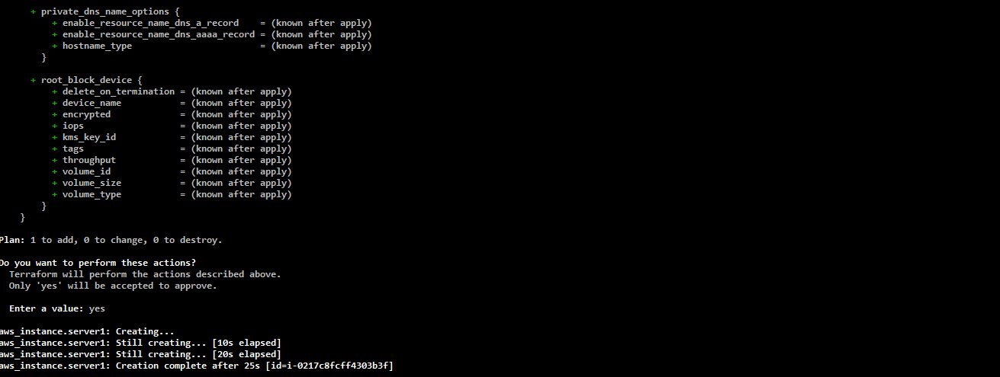 + private_dns_name_options {
+ enable_resource_name_dns_a_record    = (known after apply)
+ enable_resource_name_dns_aaaa_record = (known after apply)
+ hostname_type                        = (known after apply)
}
+ root_block_device {
+ delete_on_termination = (known after apply)
+ device_name           = (known after apply)
+ encrypted             = (known after apply)
+ iops                  = (known after apply)
+ kms_key_id            = (known after apply)
+ tags                  = (known after apply)
+ throughput            = (known after apply)
+ volume_id             = (known after apply)
+ volume_size           = (known after apply)
+ volume_type           = (known after apply)
}
}
Plan: 1 to add, 0 to change, 0 to destroy.
Do you want to perform these actions?
Terraform will perform the actions described above.
Only 'yes' will be accepted to approve.
Enter a value: yes
aws_instance.server1: Creating...
aws_instance.server1: Still creating... [10s elapsed]
aws_instance.server1: Still creating... [20s elapsed]
aws_instance.server1: Creation complete after 25s [id=i-0217c8fcff4303b3f]